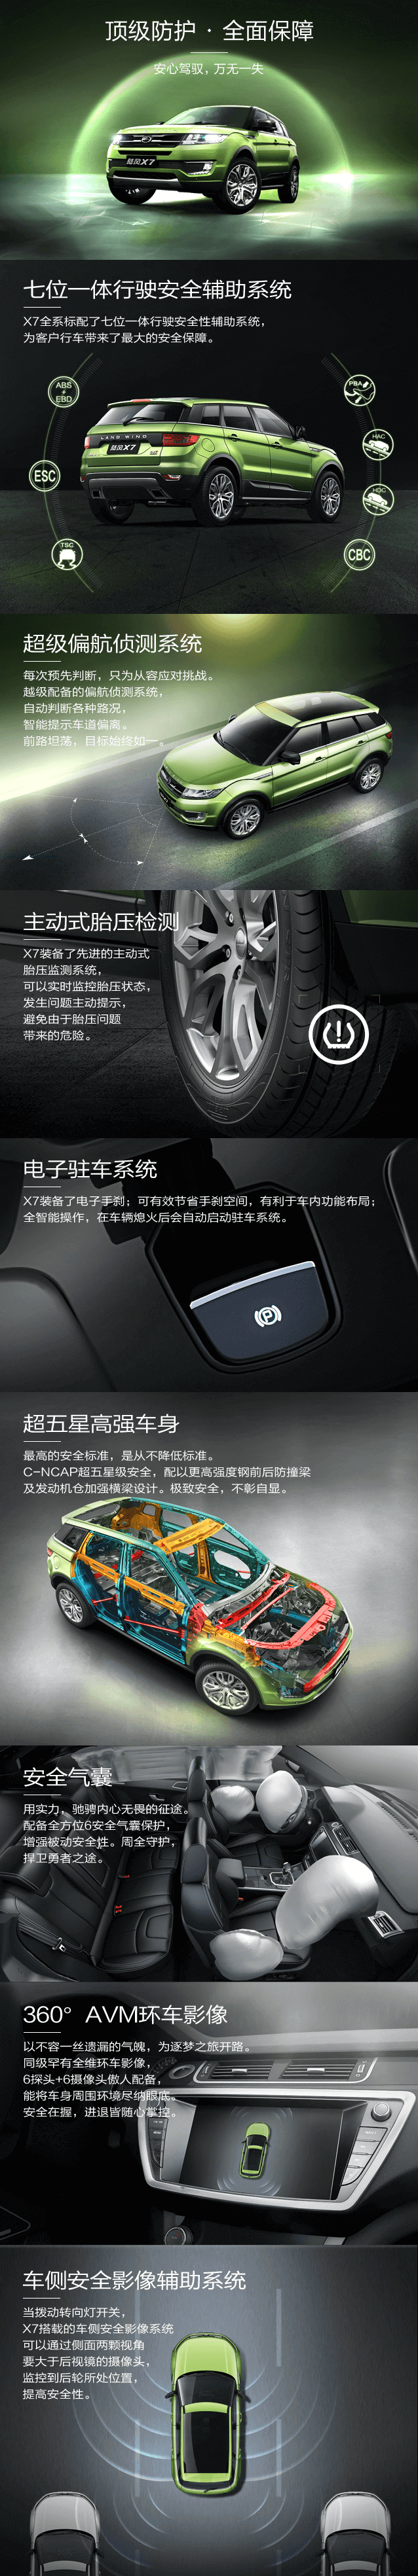 顶级防护 · 全面保障
安心驾驭, 万无一失
陆风X7
七位一体行驶安全辅助系统
X7全系标配了七位一体行驶安全性辅助系统，
为客户行车带来了最大的安全保障。
ABS
+
EBD
PBA
LAND WIND
陆风X7
HAC
ESC
HDC
TSC
CBC
超级偏航侦测系统
每次预先判断，只为从容应对挑战。
越级配备的偏航侦测系统，
自动判断各种路况，
智能提示车道偏离。
前路坦荡，目标始终如一。
主动式胎压检测
X7装备了先进的主动式
胎压监测系统，
可以实时监控胎压状态，
发生问题主动提示，
避免由于胎压问题
带来的危险。
电子驻车系统
X7装备了电子手刹；可有效节省手刹空间，有利于车内功能布局；
全智能操作，在车辆熄火后会自动启动驻车系统。
P
超五星高强车身
最高的安全标准，是从不降低标准。
C-NCAP超五星级安全，配以更高强度钢前后防撞梁
及发动机仓加强横梁设计。极致安全，不彰自显。
安全气囊
用实力，驰骋内心无畏的征途。
配备全方位6安全气囊保护，
增强被动安全性。周全守护，
捍卫勇者之途。
360° AVM环车影像
以不容一丝遗漏的气魄，为逐梦之旅开路。
同级罕有全维环车影像，
6探头+6摄像头傲人配备，
能将车身周围环境尽纳眼底。
安全在握，进退皆随心掌控。
车侧安全影像辅助系统
当拨动转向灯开关，
X7搭载的车侧安全影像系统
可以通过侧面两颗视角
要大于后视镜的摄像头，
监控到后轮所处位置，
提高安全性。